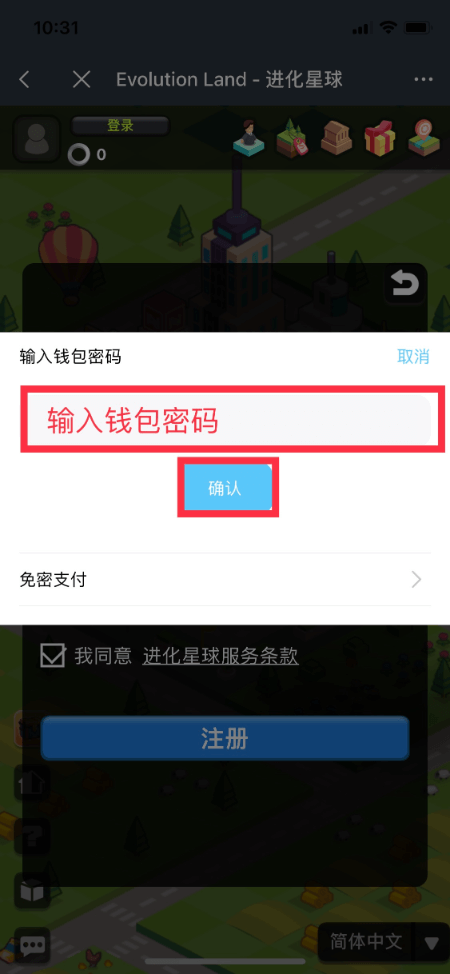 10:31
Evolution Land - 进化星球
登录
0
输入钱包密码
取消
输入钱包密码
确认
免密支付
我同意 进化星球服务条款
注册
?
简体中文